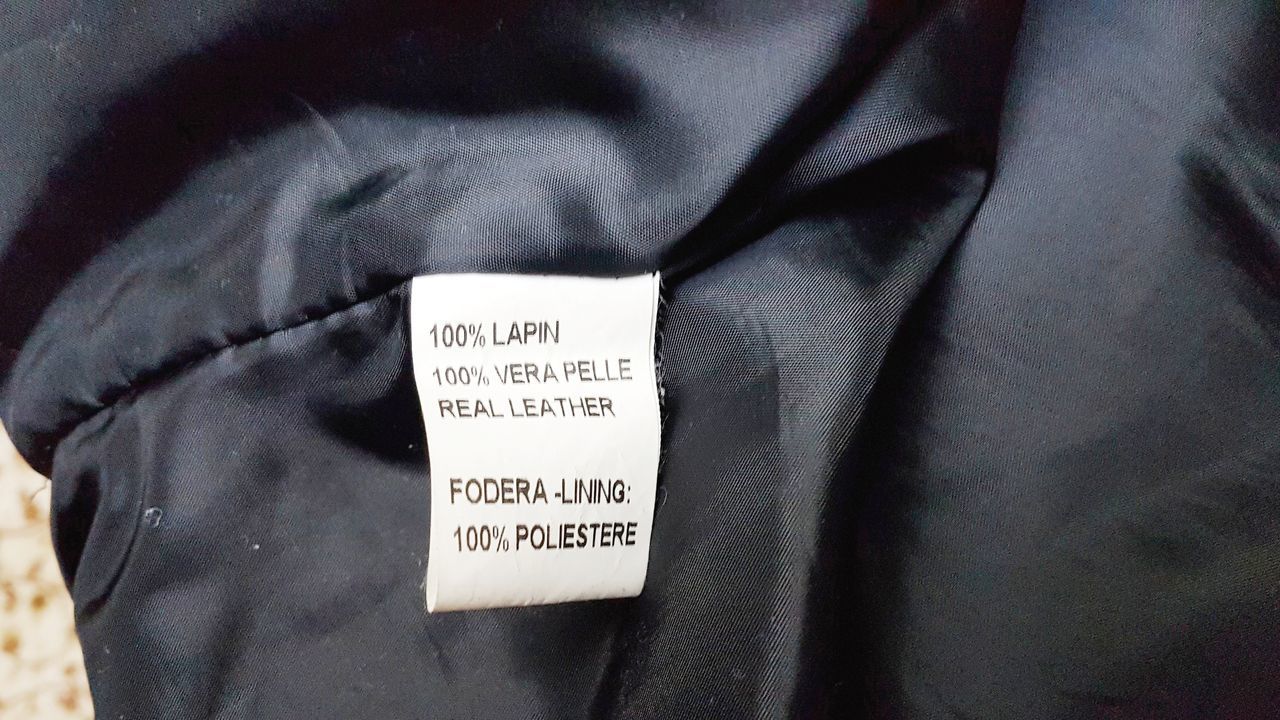 100% LAPIN
100% VERA PELLE
REAL LEATHER
FODERA -LINING:
100% POLIESTERE